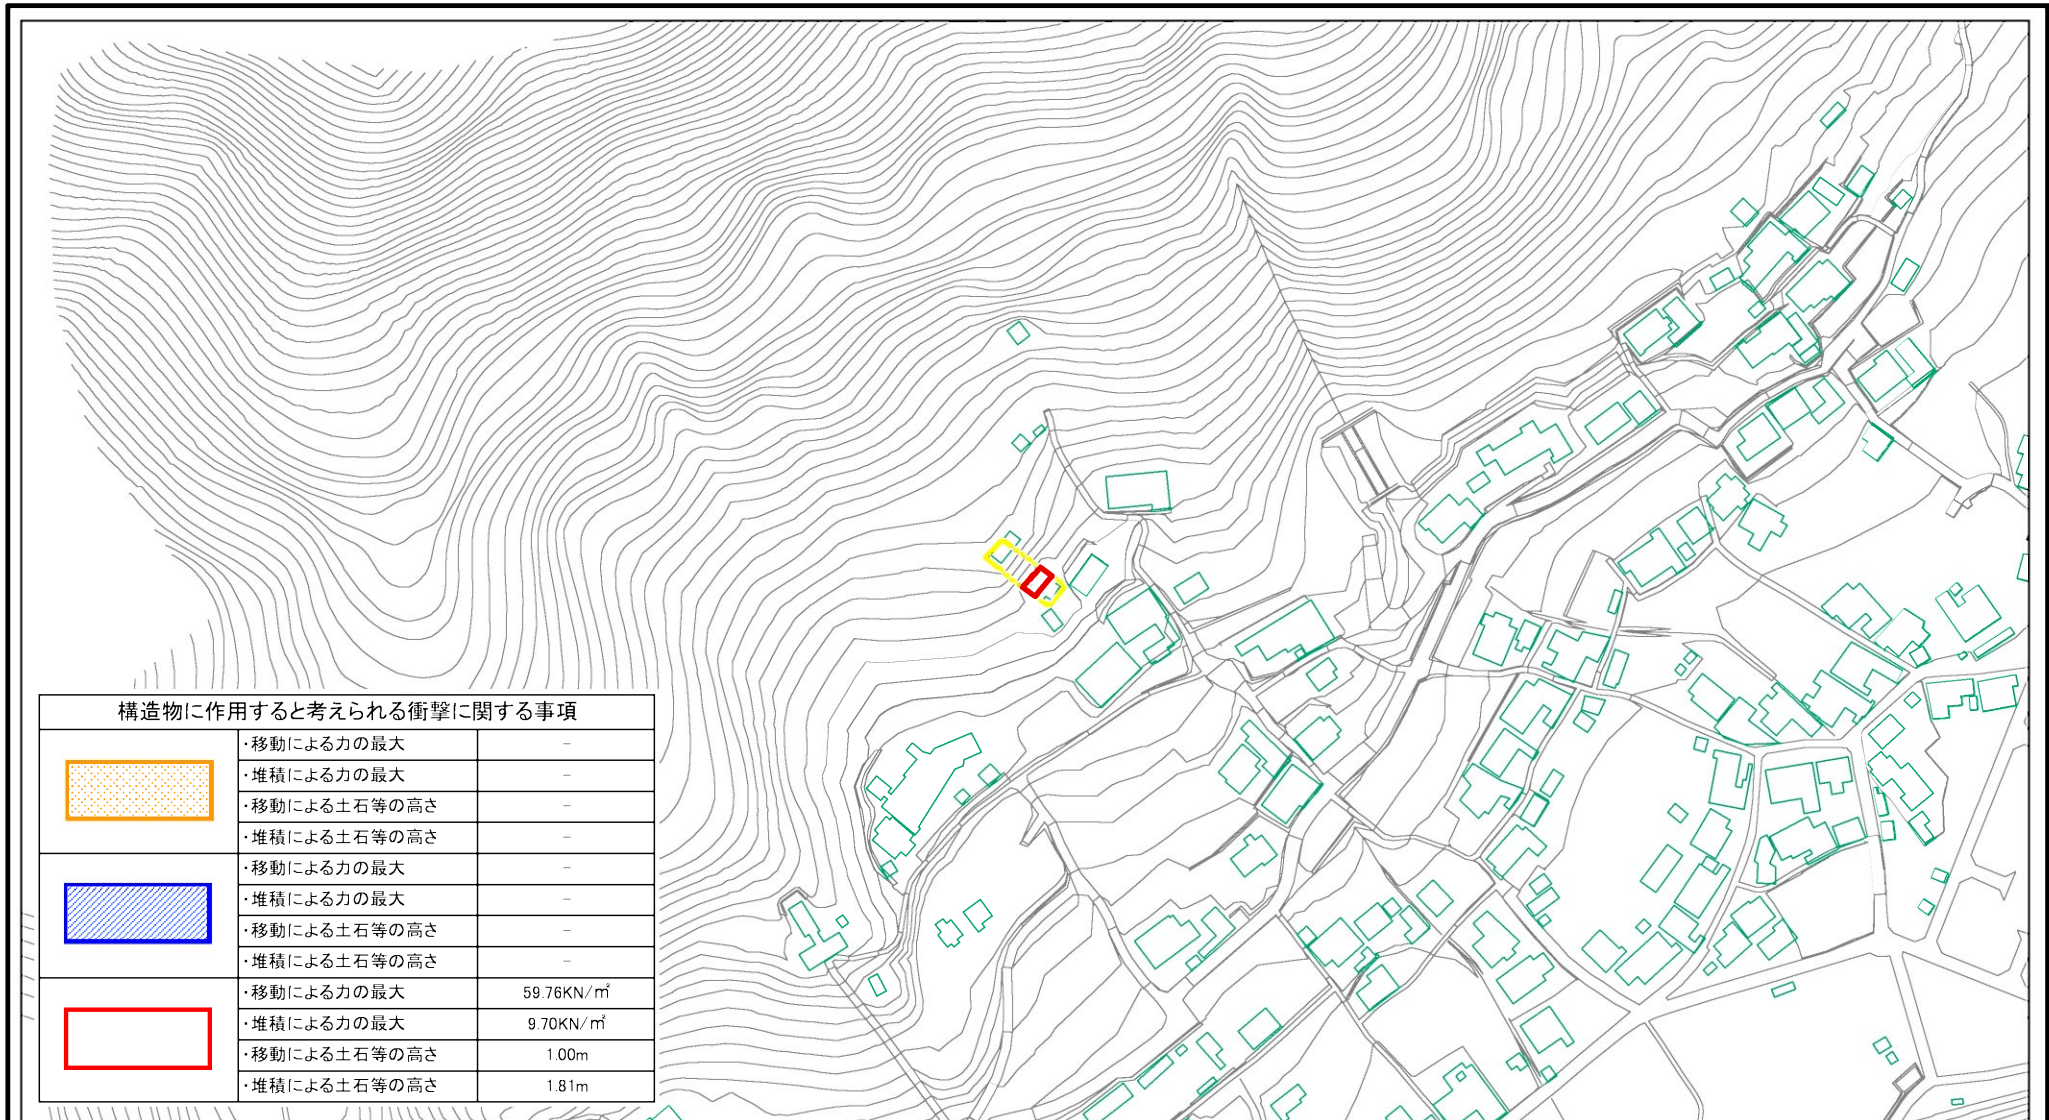 構造物に作用すると考えられる衝撃に関する事項
・移動による力の最大 －
・堆積による力の最大 －
・移動による土石等の高さ －
・堆積による土石等の高さ －
・移動による力の最大 －
・堆積による力の最大 －
・移動による土石等の高さ －
・堆積による土石等の高さ －
・移動による力の最大 59.76KN/㎡
・堆積による力の最大 9.70KN/㎡
・移動による土石等の高さ 1.00m
・堆積による土石等の高さ 1.81m